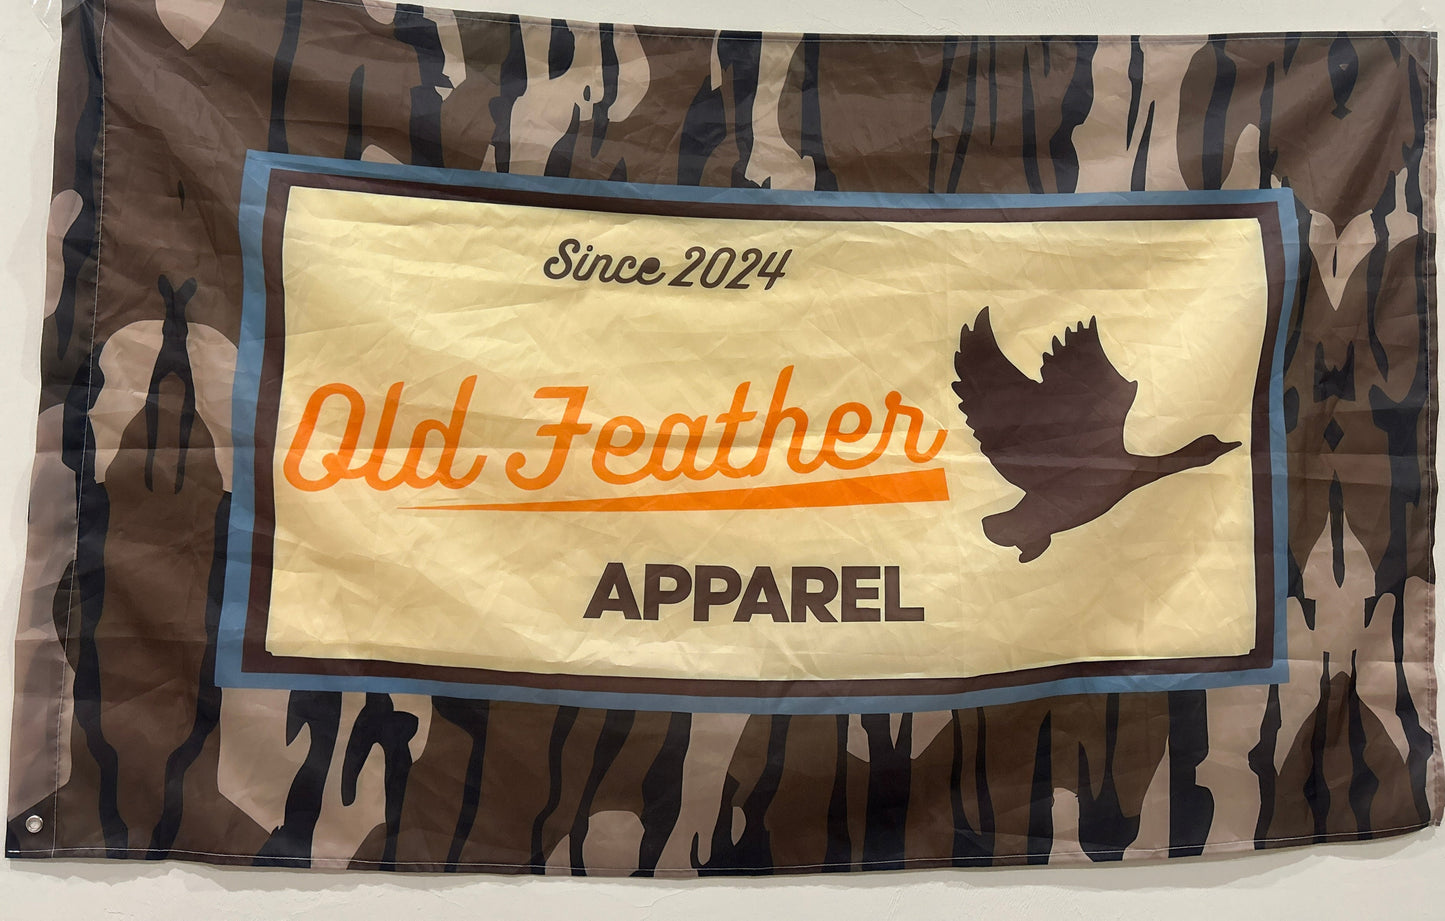 Since 2024
Old Feather
APPAREL